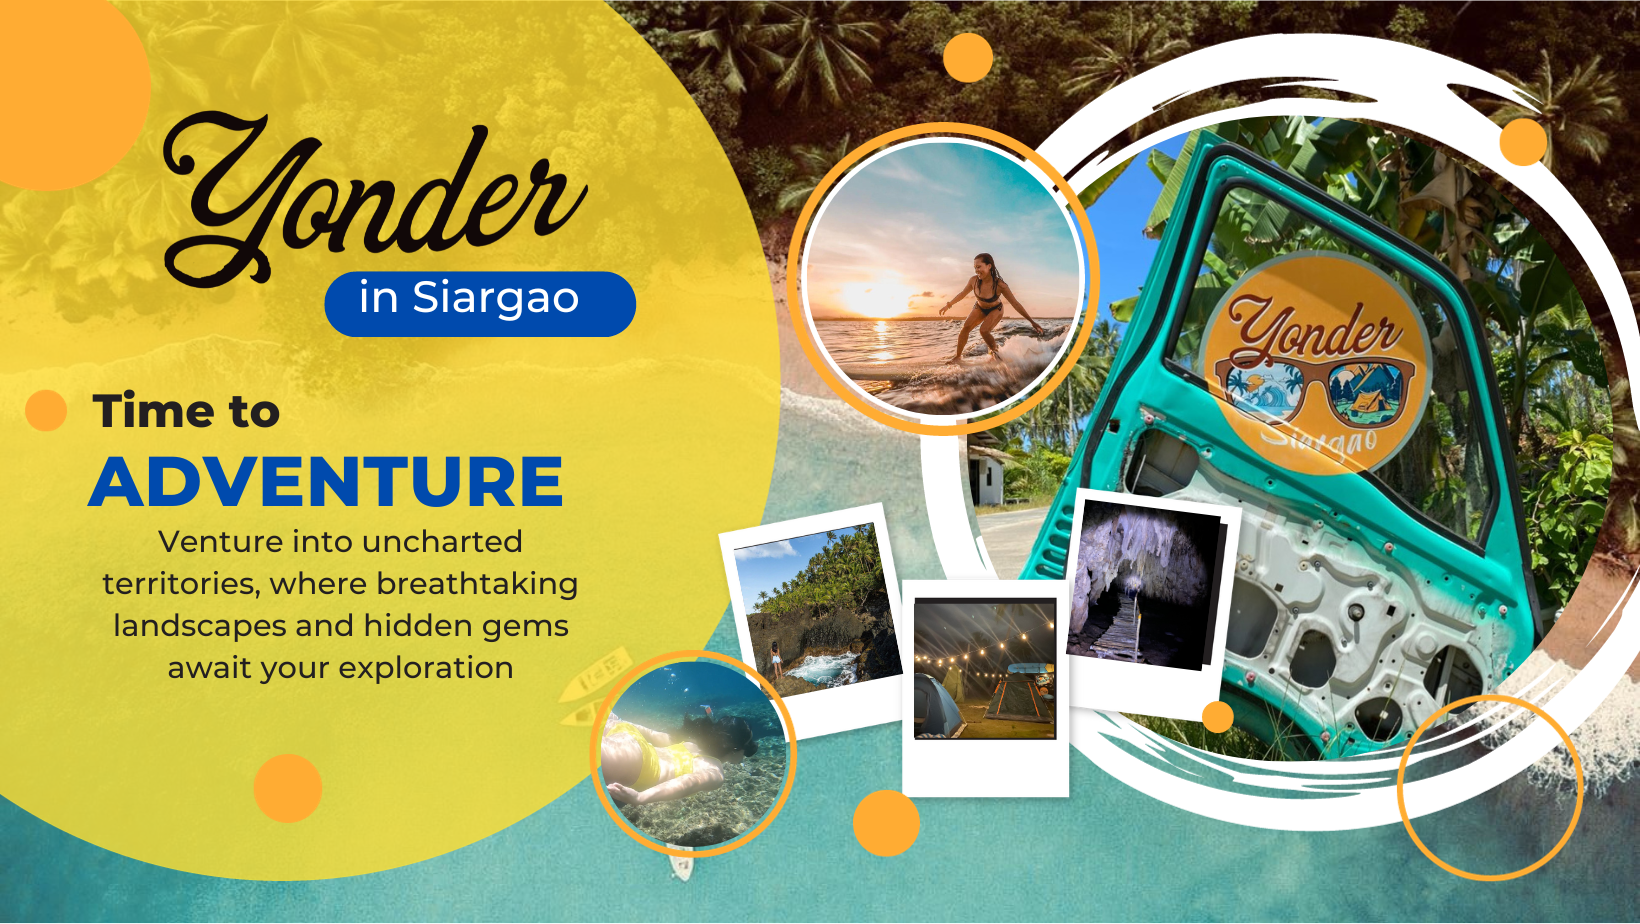 Yonder
in Siargao
Time to
ADVENTURE
Venture into uncharted
territories, where breathtaking
landscapes and hidden gems
await your exploration
Yonder
Siargao